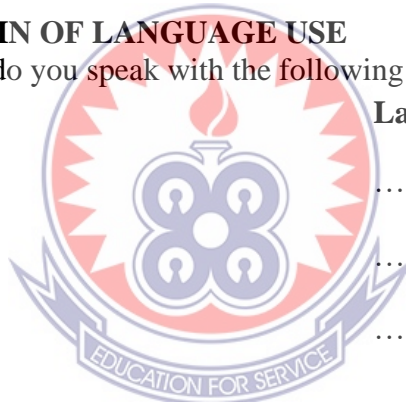 IN OF LANGUAGE USE
do you speak with the following
La
….
….
….
EDUCATION FOR SERVICE